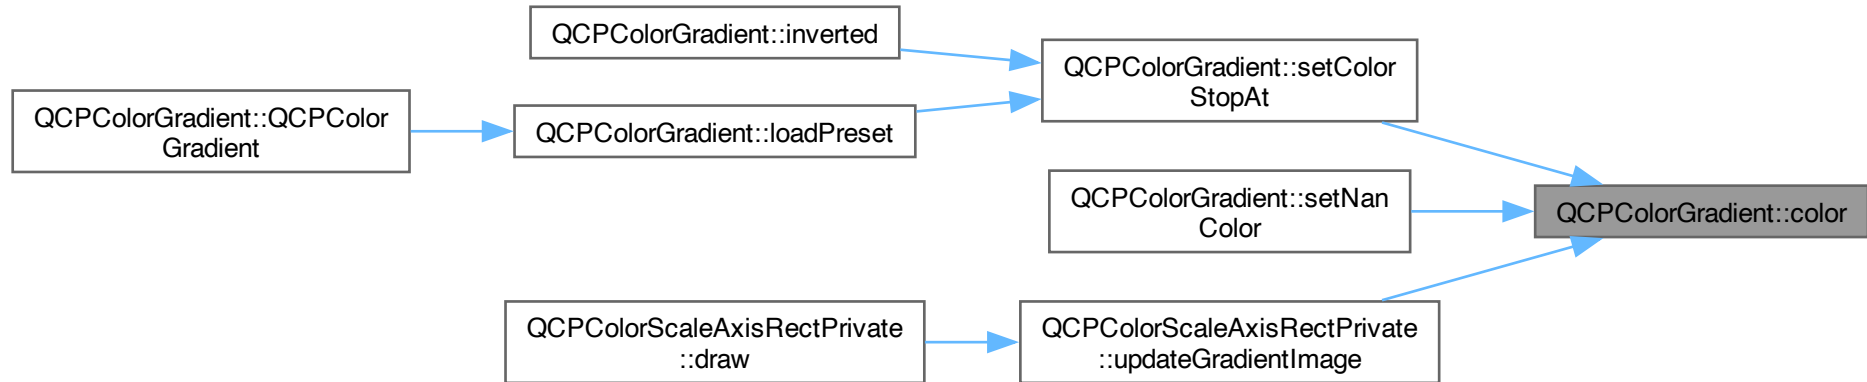 QCPColorGradient::inverted
QCPColorGradient::setColor
StopAt
QCPColorGradient::QCPColor
Gradient
QCPColorGradient::loadPreset
QCPColorGradient::setNan
Color
QCPColorGradient::color
QCPColorScaleAxisRectPrivate
::draw
QCPColorScaleAxisRectPrivate
::updateGradientImage